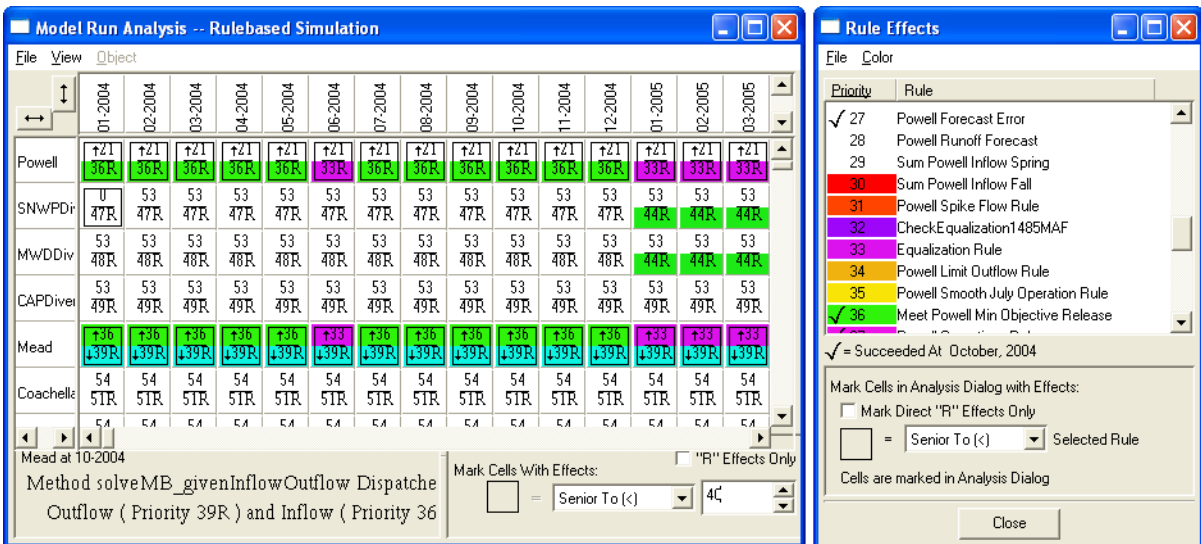 Model Run Analysis -- Rulebased Simulation
File View Object
01-2004 02-2004 03-2004 04-2004 05-2004 06-2004 07-2004 08-2004 09-2004 10-2004 11-2004 12-2004 01-2005 02-2005 03-2005
Powell ↑21 ↑21 ↑21 ↑21 ↑21 ↑21 ↑21 ↑21 ↑21 ↑21 ↑21 ↑21 ↑21 ↑21 ↑21
36R 36R 36R 36R 36R 33R 36R 36R 36R 36R 36R 36R 33R 33R 33R
SNWPDi 0 53 53 53 53 53 53 53 53 53 53 53 53 53 53
47R 47R 47R 47R 47R 47R 47R 47R 47R 47R 47R 47R 44R 44R 44R
MWDDiv 53 53 53 53 53 53 53 53 53 53 53 53 53 53 53
48R 48R 48R 48R 48R 48R 48R 48R 48R 48R 48R 48R 44R 44R 44R
CAPDiver 53 53 53 53 53 53 53 53 53 53 53 53 53 53 53
49R 49R 49R 49R 49R 49R 49R 49R 49R 49R 49R 49R 49R 49R 49R
Mead ↑36 ↑36 ↑36 ↑36 ↑36 ↑33 ↑36 ↑36 ↑36 ↑36 ↑36 ↑36 ↑33 ↑33 ↑33
↓39R ↓39R ↓39R ↓39R ↓39R ↓39R ↓39R ↓39R ↓39R ↓39R ↓39R ↓39R ↓39R ↓39R ↓39R
Coachella 54 54 54 54 54 54 54 54 54 54 54 54 54 54 54
51R 51R 51R 51R 51R 51R 51R 51R 51R 51R 51R 51R 51R 51R 51R
54 54 54 54 54 54 54 54 54 54 54 54 54 54 54
Mead at 10-2004
Method solveMB_givenInflowOutflow Dispatche
Outflow ( Priority 39R ) and Inflow ( Priority 36
"R" Effects Only
Mark Cells With Effects:
= Senior To (<) 40
Rule Effects
File Color
Priority Rule
✓ 27 Powell Forecast Error
28 Powell Runoff Forecast
29 Sum Powell Inflow Spring
30 Sum Powell Inflow Fall
31 Powell Spike Flow Rule
32 CheckEqualization1485MAF
33 Equalization Rule
34 Powell Limit Outflow Rule
35 Powell Smooth July Operation Rule
✓ 36 Meet Powell Min Objective Release
✓ = Succeeded At October, 2004
Mark Cells in Analysis Dialog with Effects:
Mark Direct "R" Effects Only
= Senior To (<) Selected Rule
Cells are marked in Analysis Dialog
Close